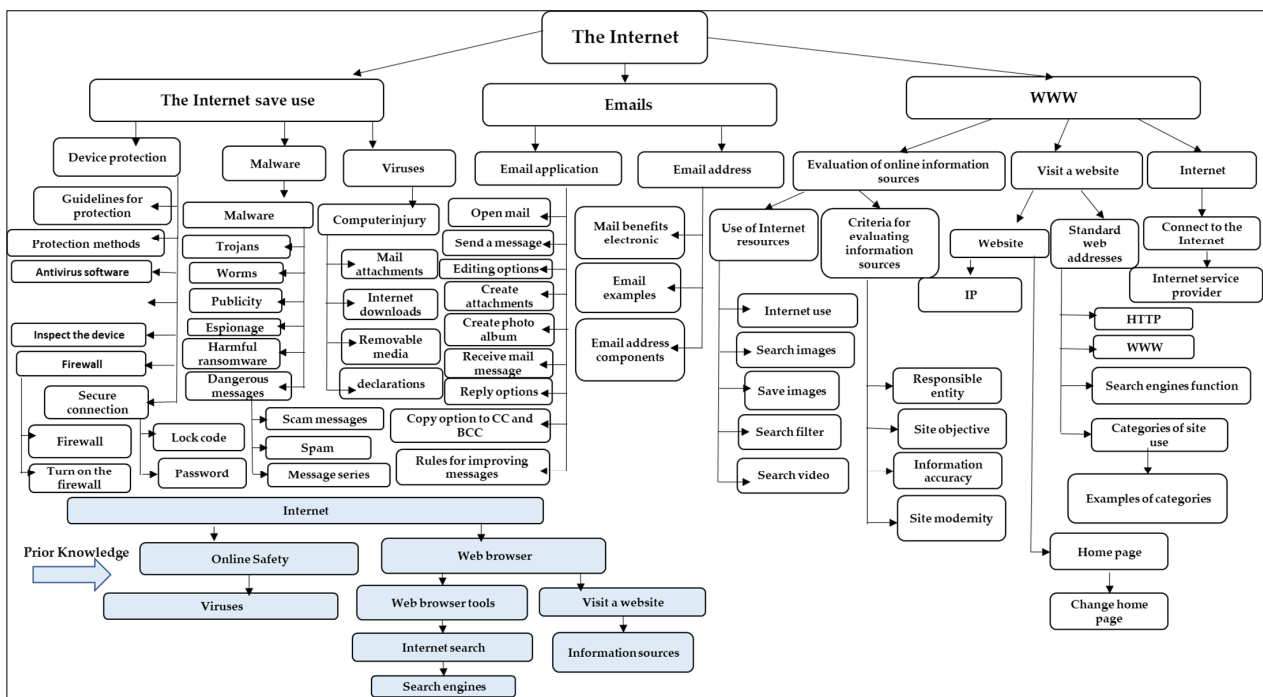 The Internet
The Internet save use
Emails
WWW
Device protection
Malware
Viruses
Email application
Email address
Evaluation of online information
sources
Visit a website
Internet
Guidelines for
protection
Protection methods
Antivirus software
Inspect the device
Firewall
Secure
connection
Firewall
Turn on the
firewall
Lock code
Password
Malware
Trojans
Worms
Publicity
Espionage
Harmful
ransomware
Dangerous
messages
Scam messages
Spam
Message series
Computerinjury
Mail
attachments
Internet
downloads
Removable
media
declarations
Open mail
Send a message
Editing options
Create
attachments
Create photo
album
Receive mail
message
Reply options
Copy option to CC and
BCC
Rules for improving
messages
Mail benefits
electronic
Email
examples
Email address
components
Use of Internet
resources
Internet use
Search images
Save images
Search filter
Search video
Criteria for
evaluating
information
sources
Responsible
entity
Site objective
Information
accuracy
Site modernity
Website
IP
Home page
Change home
page
Standard
web
addresses
HTTP
WWW
Search engines function
Categories of site
use
Examples of categories
Connect to the
Internet
Internet service
provider
Prior Knowledge
Internet
Online Safety
Viruses
Web browser
Web browser tools
Internet search
Search engines
Visit a website
Information sources